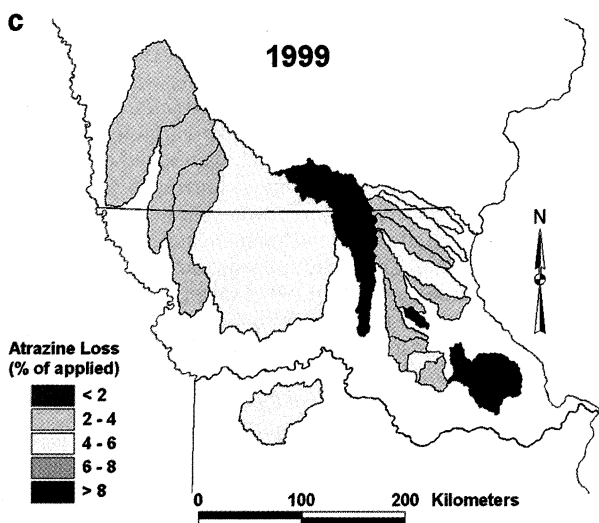 c
1999
N
Atrazine Loss
(% of applied)
< 2
2 - 4
4 - 6
6 - 8
> 8
0 100 200 Kilometers